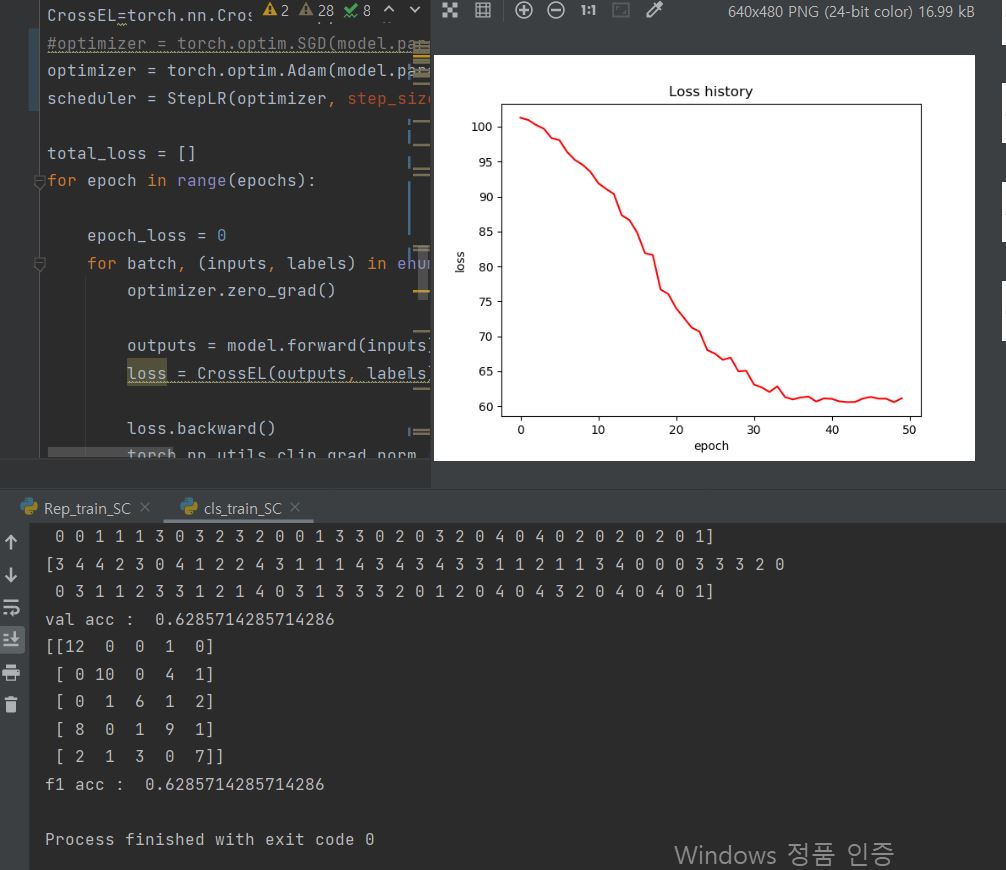 CrossEL=torch.nn.Cros
2 28 8
#optimizer = torch.optim.SGD(model.par
optimizer = torch.optim.Adam(model.par
scheduler = StepLR(optimizer, step_size
total_loss = []
for epoch in range(epochs):
epoch_loss = 0
for batch, (inputs, labels) in enu
optimizer.zero_grad()
outputs = model.forward(inputs)
loss = CrossEL(outputs, labels)
loss.backward()
torch.nn.utils.clip_grad_norm
1:1
640x480 PNG (24-bit color) 16.99 kB
Loss history
100
95
90
85
80
75
70
65
60
loss
0 10 20 30 40 50
epoch
Rep_train_SC cls_train_SC
0 0 1 1 1 3 0 3 2 3 2 0 0 1 3 3 0 2 0 3 2 0 4 0 4 0 2 0 2 0 2 0 1]
[3 4 4 2 3 0 4 1 2 2 4 3 1 1 1 4 3 4 3 4 3 3 1 1 2 1 1 3 4 0 0 0 3 3 3 2 0
0 3 1 1 2 3 3 1 2 1 4 0 3 1 3 3 3 2 0 1 2 0 4 0 4 3 2 0 4 0 4 0 1]
val acc : 0.6285714285714286
[[12 0 0 1 0]
[ 0 10 0 4 1]
[ 0 1 6 1 2]
[ 8 0 1 9 1]
[ 2 1 3 0 7]]
f1 acc : 0.6285714285714286
Process finished with exit code 0
Windows 정품 인증